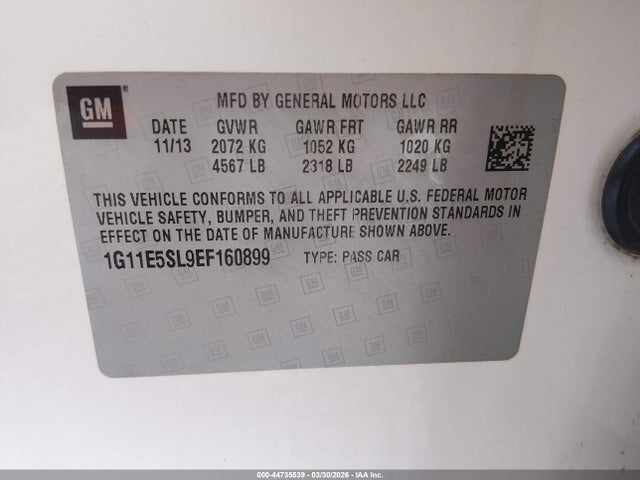 GM ®
MFD BY GENERAL MOTORS LLC
DATE GVWR GAWR FRT GAWR RR
11/13 2072 KG 1052 KG 1020 KG
4567 LB 2318 LB 2249 LB
THIS VEHICLE CONFORMS TO ALL APPLICABLE U.S. FEDERAL MOTOR
VEHICLE SAFETY, BUMPER, AND THEFT PREVENTION STANDARDS IN
EFFECT ON THE DATE OF MANUFACTURE SHOWN ABOVE.
1G11E5SL9EF160899 TYPE: PASS CAR
000-44735539 - 03/30/2026 - IAA Inc.